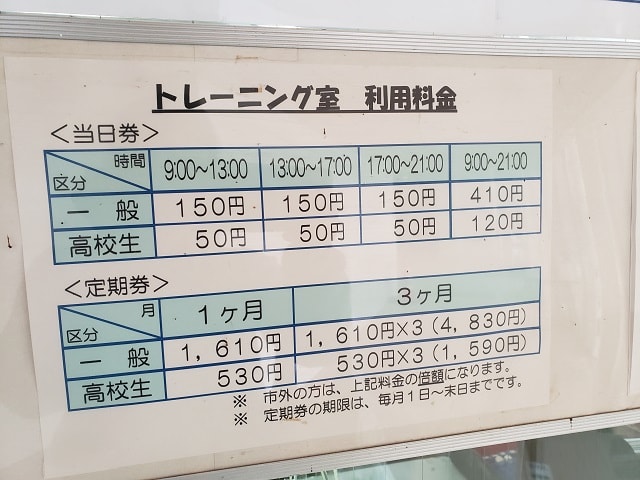 トレーニング室 利用料金
＜当日券＞
時間 区分 9:00〜13:00 13:00〜17:00 17:00〜21:00 9:00〜21:00
一 般 150円 150円 150円 410円
高校生 50円 50円 50円 120円
＜定期券＞
月 区分 1ヶ月 3ヶ月
一 般 1，610円 1，610円×3（4，830円）
高校生 530円 530円×3（1，590円）
※ 市外の方は、上記料金の倍額になります。
※ 定期券の期限は、毎月1日〜末日までです。